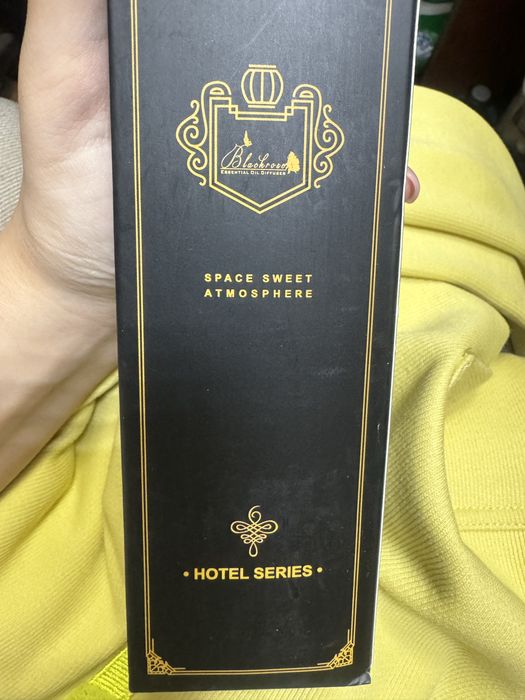 Blackrose
ESSENTIAL OIL DIFFUSER
SPACE SWEET
ATMOSPHERE
• HOTEL SERIES •